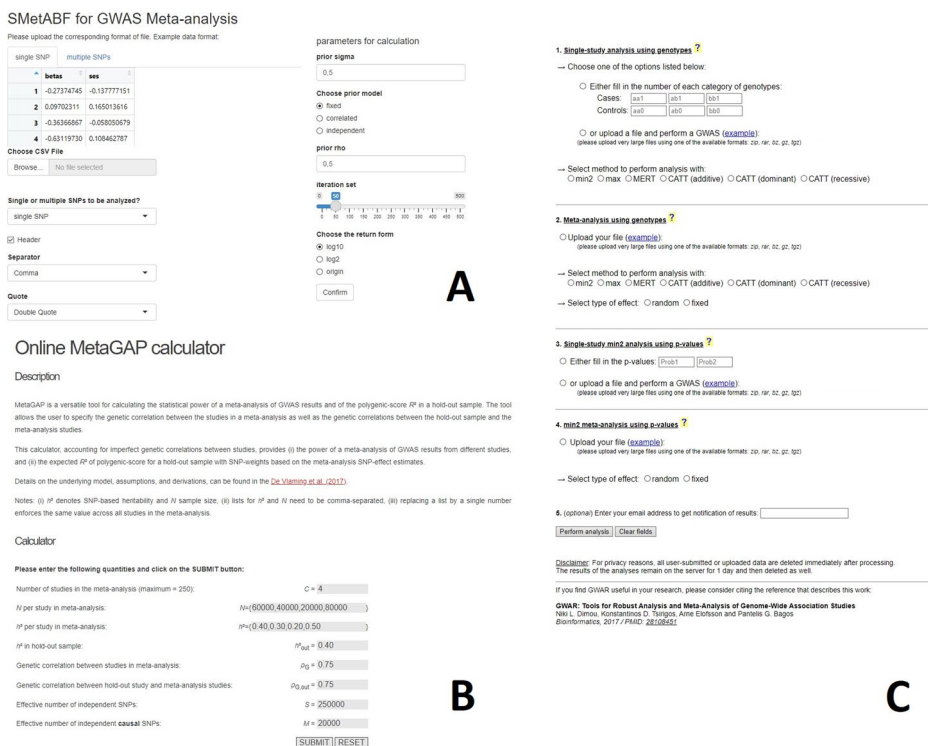 SMetABF for GWAS Meta-analysis
Please upload the corresponding format of file. Example data format:
single SNP multiple SNPs
betas ses
1 -0.27374745 -0.137777151
2 0.09702311 0.165013616
3 -0.36366867 -0.058050679
4 -0.63119730 0.108462787
Choose CSV File
Browse... No file selected
Single or multiple SNPs to be analyzed?
single SNP
Header
Separator
Comma
Quote
Double Quote
parameters for calculation
prior sigma
0,5
Choose prior model
fixed
correlated
independent
prior rho
0,5
iteration set
0 50 500
0 50 100 150 200 250 300 350 400 450 500
Choose the return form
log10
log2
origin
Confirm
A
Online MetaGAP calculator
Description
MetaGAP is a versatile tool for calculating the statistical power of a meta-analysis of GWAS results and of the polygenic-score R² in a hold-out sample. The tool
allows the user to specify the genetic correlation between the studies in a meta-analysis as well as the genetic correlations between the hold-out sample and the
meta-analysis studies.
This calculator, accounting for imperfect genetic correlations between studies, provides (i) the power of a meta-analysis of GWAS results from different studies,
and (ii) the expected R² of polygenic-score for a hold-out sample with SNP-weights based on the meta-analysis SNP-effect estimates.
Details on the underlying model, assumptions, and derivations, can be found in the De Vlaming et al. (2017).
Notes: (i) h² denotes SNP-based heritability and N sample size, (ii) lists for h² and N need to be comma-separated, (iii) replacing a list by a single number
enforces the same value across all studies in the meta-analysis.
Calculator
Please enter the following quantities and click on the SUBMIT button:
Number of studies in the meta-analysis (maximum = 250): C = 4
N per study in meta-analysis: N=(60000,40000,20000,80000 )
h² per study in meta-analysis: h²=(0.40,0.30,0.20,0.50 )
h² in hold-out sample: h²out = 0.40
Genetic correlation between studies in meta-analysis: ρG = 0.75
Genetic correlation between hold-out study and meta-analysis studies: ρG,out = 0.75
Effective number of independent SNPs: S = 250000
Effective number of independent causal SNPs: M = 20000
SUBMIT RESET
B
1. Single-study analysis using genotypes ?
→ Choose one of the options listed below:
Either fill in the number of each category of genotypes:
Cases: aa1 ab1 bb1
Controls: aa0 ab0 bb0
or upload a file and perform a GWAS (example):
(please upload very large files using one of the available formats: zip, rar, bz, gz, tgz)
→ Select method to perform analysis with:
min2 max MERT CATT (additive) CATT (dominant) CATT (recessive)
2. Meta-analysis using genotypes ?
Upload your file (example):
(please upload very large files using one of the available formats: zip, rar, bz, gz, tgz)
→ Select method to perform analysis with:
min2 max MERT CATT (additive) CATT (dominant) CATT (recessive)
→ Select type of effect: random fixed
3. Single-study min2 analysis using p-values ?
Either fill in the p-values: Prob1 Prob2
or upload a file and perform a GWAS (example):
(please upload very large files using one of the available formats: zip, rar, bz, gz, tgz)
4. min2 meta-analysis using p-values ?
Upload your file (example):
(please upload very large files using one of the available formats: zip, rar, bz, gz, tgz)
→ Select type of effect: random fixed
5. (optional) Enter your email address to get notification of results:
Perform analysis Clear fields
Disclaimer: For privacy reasons, all user-submitted or uploaded data are deleted immediately after processing.
The results of the analyses remain on the server for 1 day and then deleted as well.
If you find GWAR useful in your research, please consider citing the reference that describes this work:
GWAR: Tools for Robust Analysis and Meta-Analysis of Genome-Wide Association Studies
Niki L. Dimou, Konstantinos D. Tsirigos, Arne Elofsson and Pantelis G. Bagos
Bioinformatics, 2017 / PMID: 28108451
C